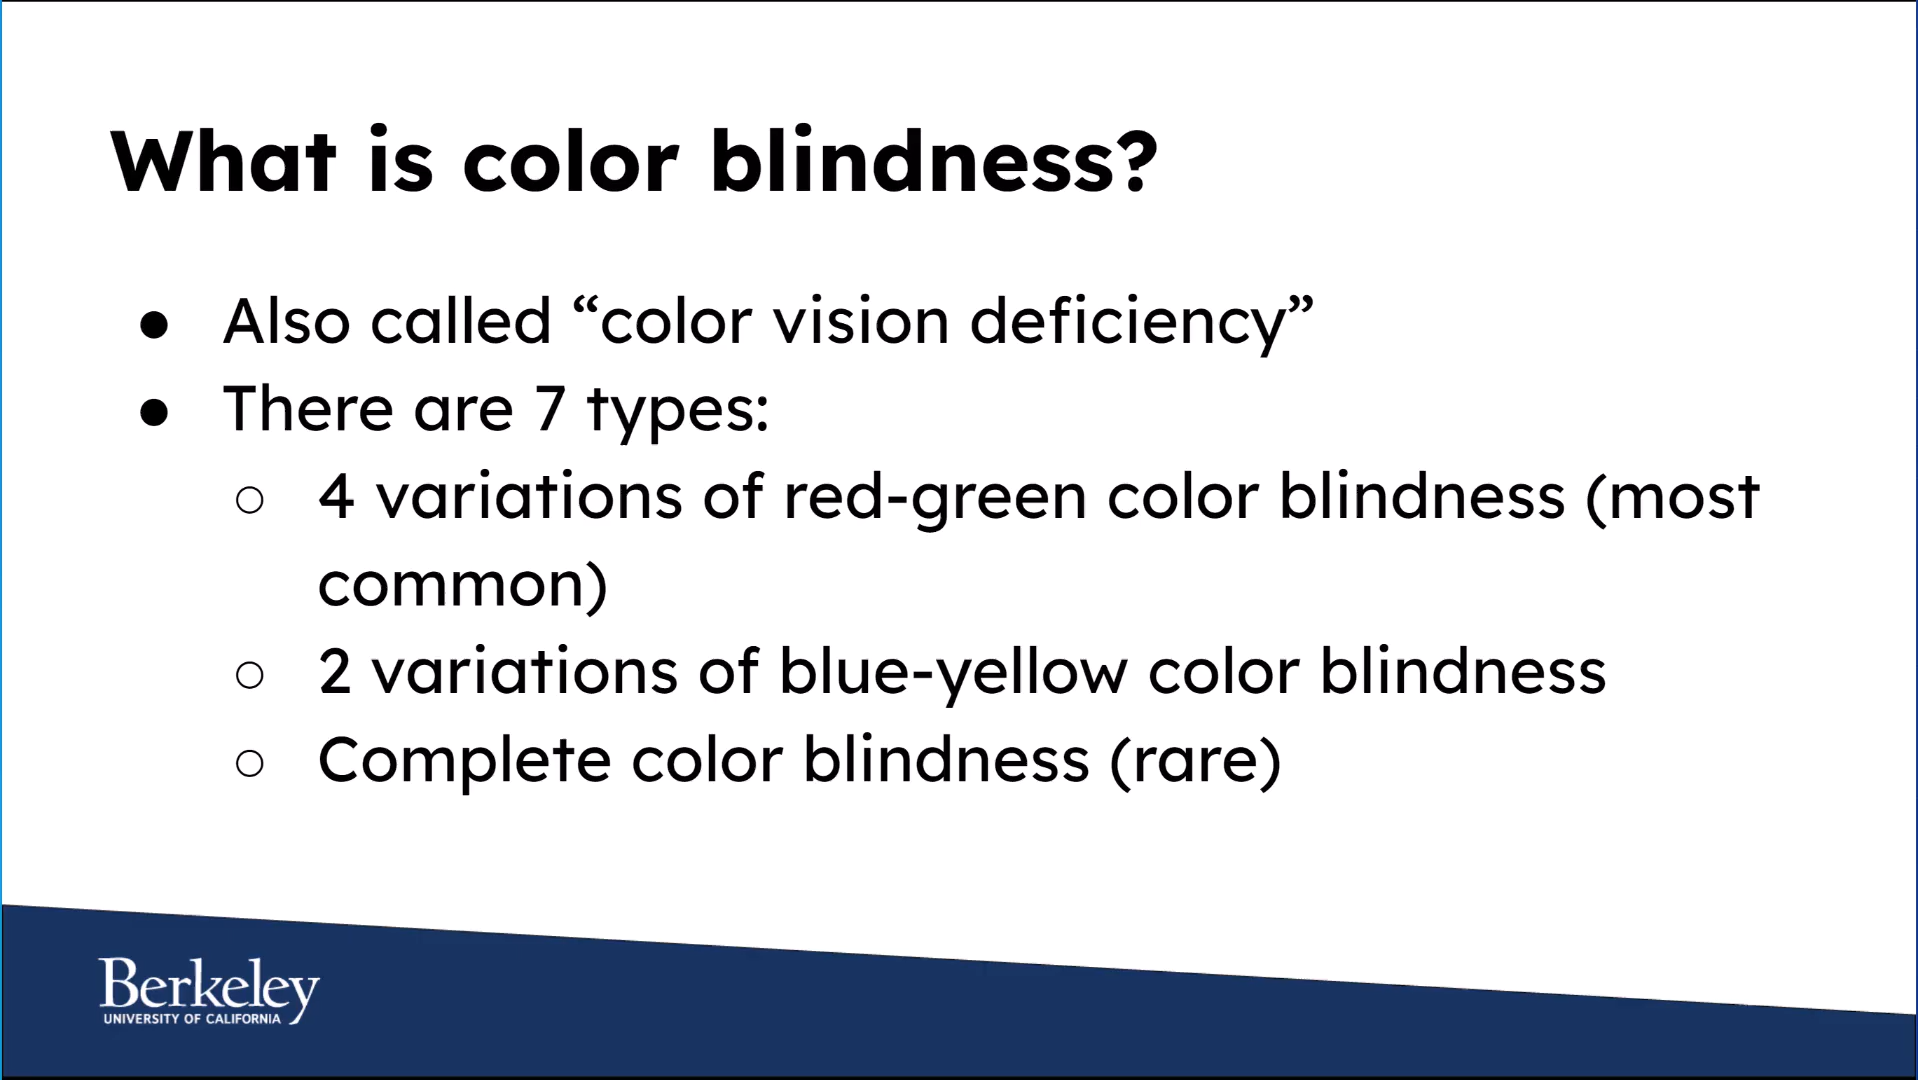 What is color blindness?
● Also called “color vision deficiency”
● There are 7 types:
○ 4 variations of red-green color blindness (most
common)
○ 2 variations of blue-yellow color blindness
○ Complete color blindness (rare)
Berkeley
UNIVERSITY OF CALIFORNIA